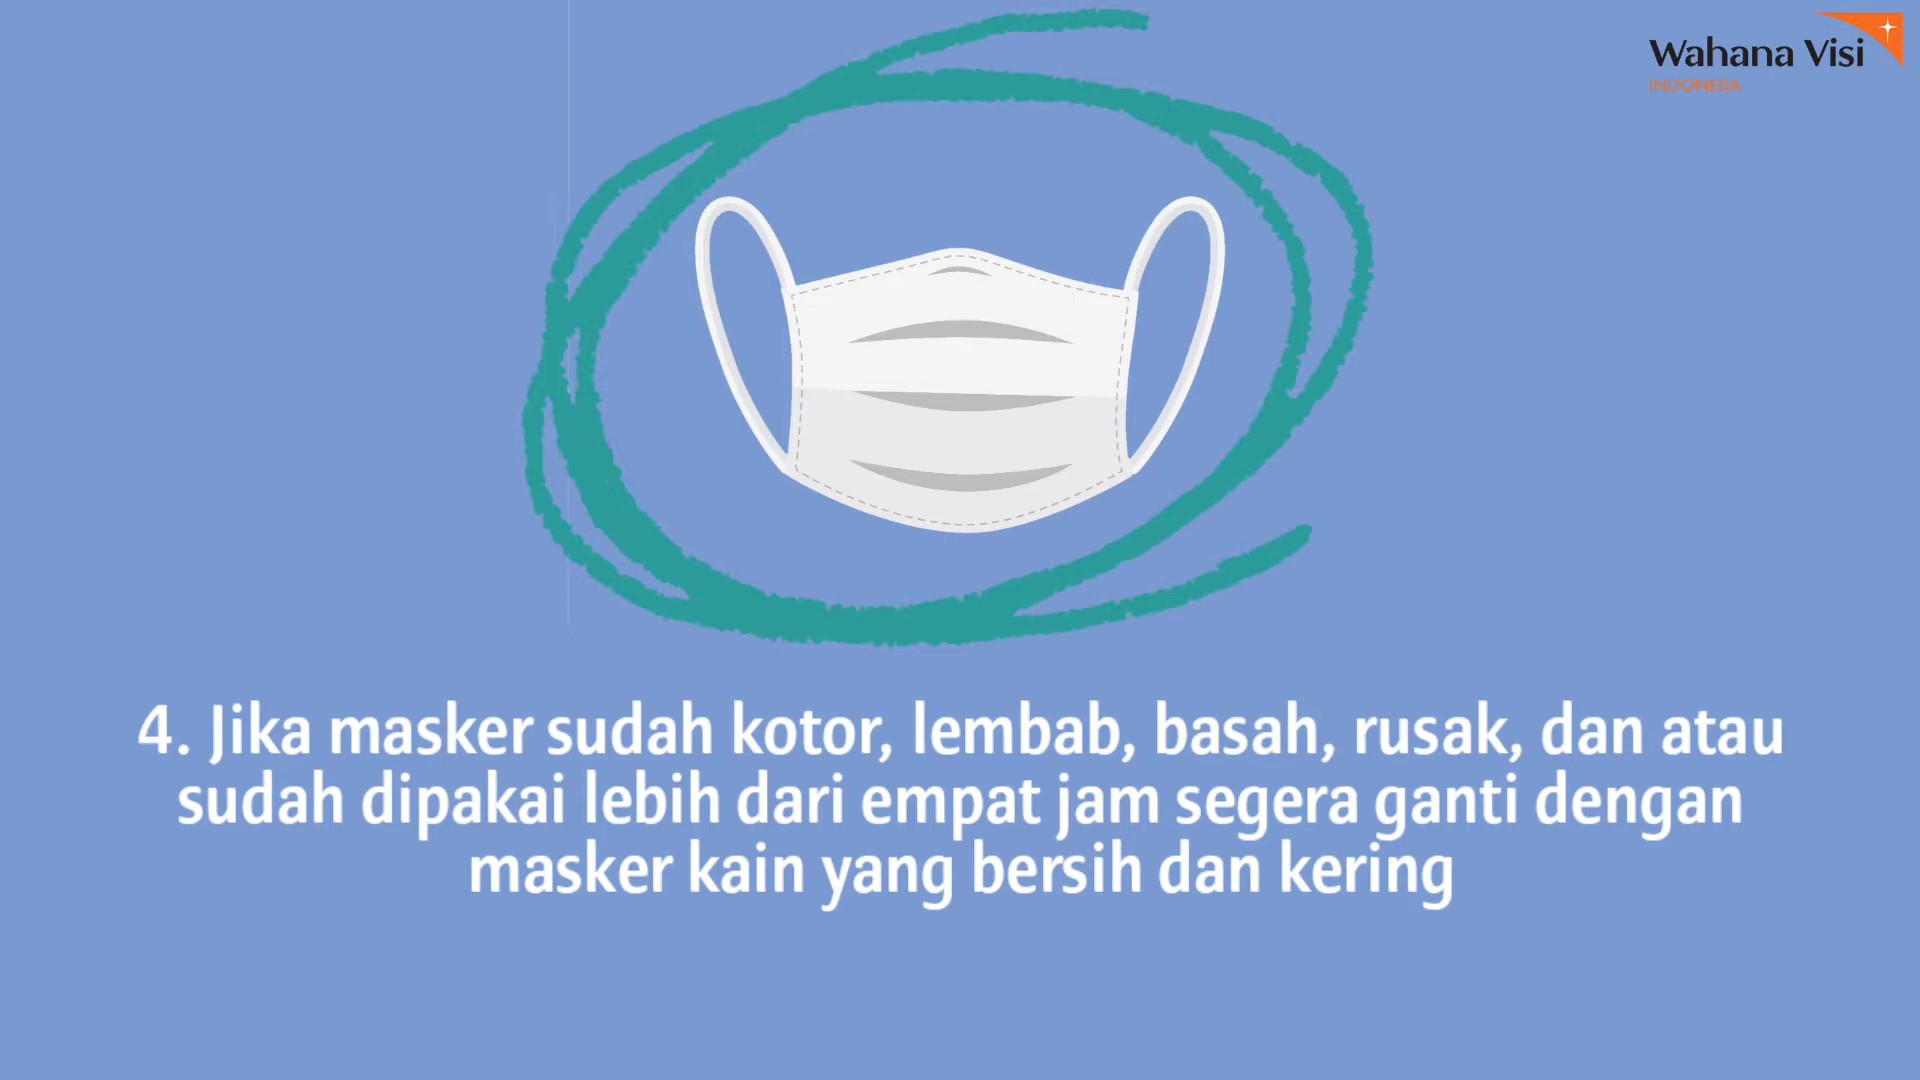 Wahana Visi
INDONESIA
4. Jika masker sudah kotor, lembab, basah, rusak, dan atau
sudah dipakai lebih dari empat jam segera ganti dengan
masker kain yang bersih dan kering